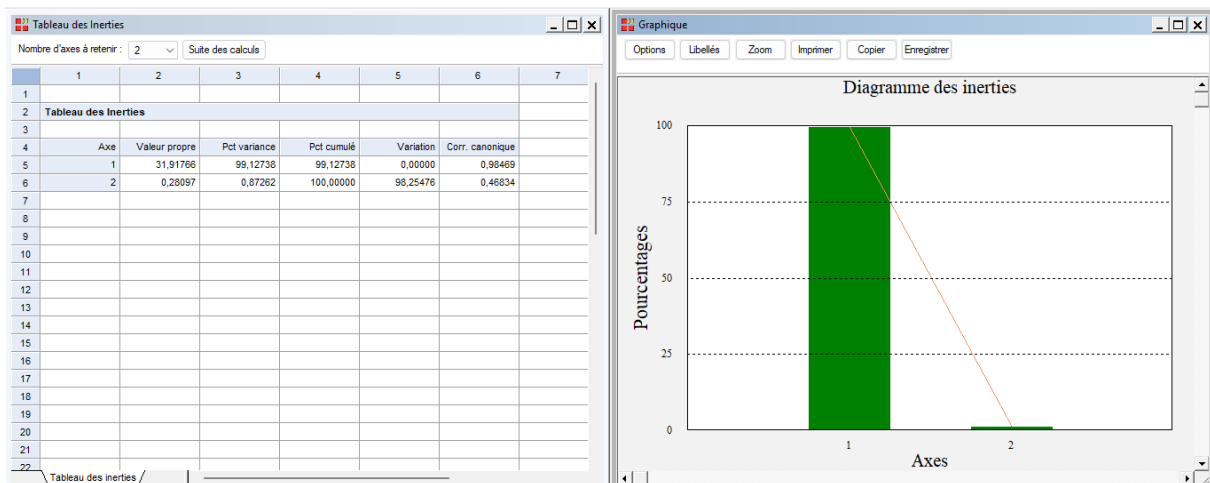 Tableau des Inerties
Nombre d'axes à retenir : 2 Suite des calculs
1 2 3 4 5 6 7
1
2 Tableau des Inerties
3
4 Axe Valeur propre Pct variance Pct cumulé Variation Corr. canonique
5 1 31,91766 99,12738 99,12738 0,00000 0,98469
6 2 0,28097 0,87262 100,00000 98,25476 0,46834
7
8
9
10
11
12
13
14
15
16
17
18
19
20
21
22
Tableau des inerties
Graphique
Options Libellés Zoom Imprimer Copier Enregistrer
Diagramme des inerties
100
75
50
25
0
Pourcentages
1 2
Axes